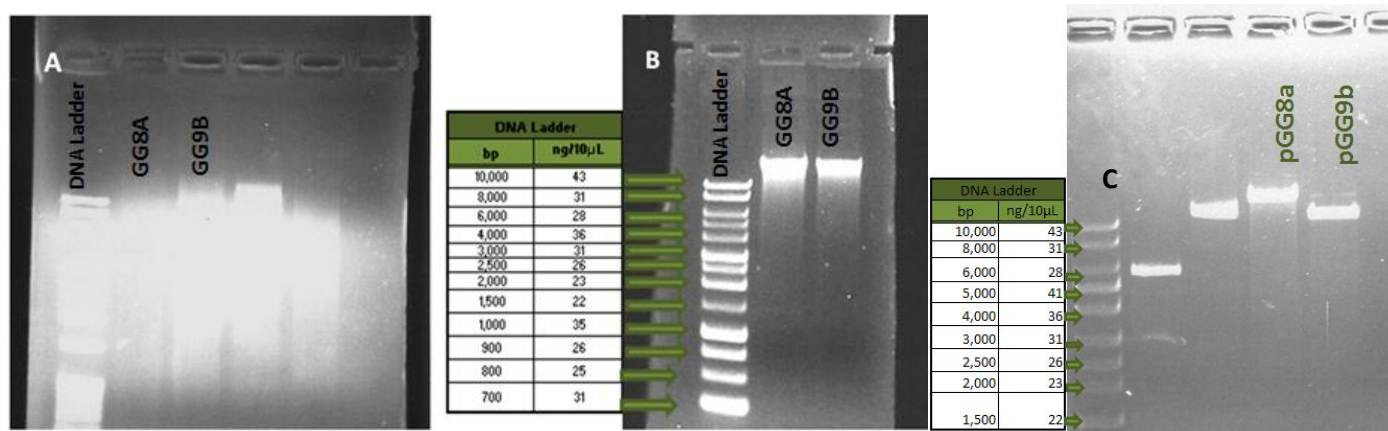 A
DNA Ladder
GG8A
GG9B
DNA Ladder
bp ng/10µL
10,000 43
8,000 31
6,000 28
4,000 36
3,000 31
2,500 26
2,000 23
1,500 22
1,000 35
900 26
800 25
700 31
B
DNA Ladder
GG8A
GG9B
DNA Ladder
bp ng/10µL
10,000 43
8,000 31
6,000 28
5,000 41
4,000 36
3,000 31
2,500 26
2,000 23
1,500 22
C
pGG8a
pGG9b